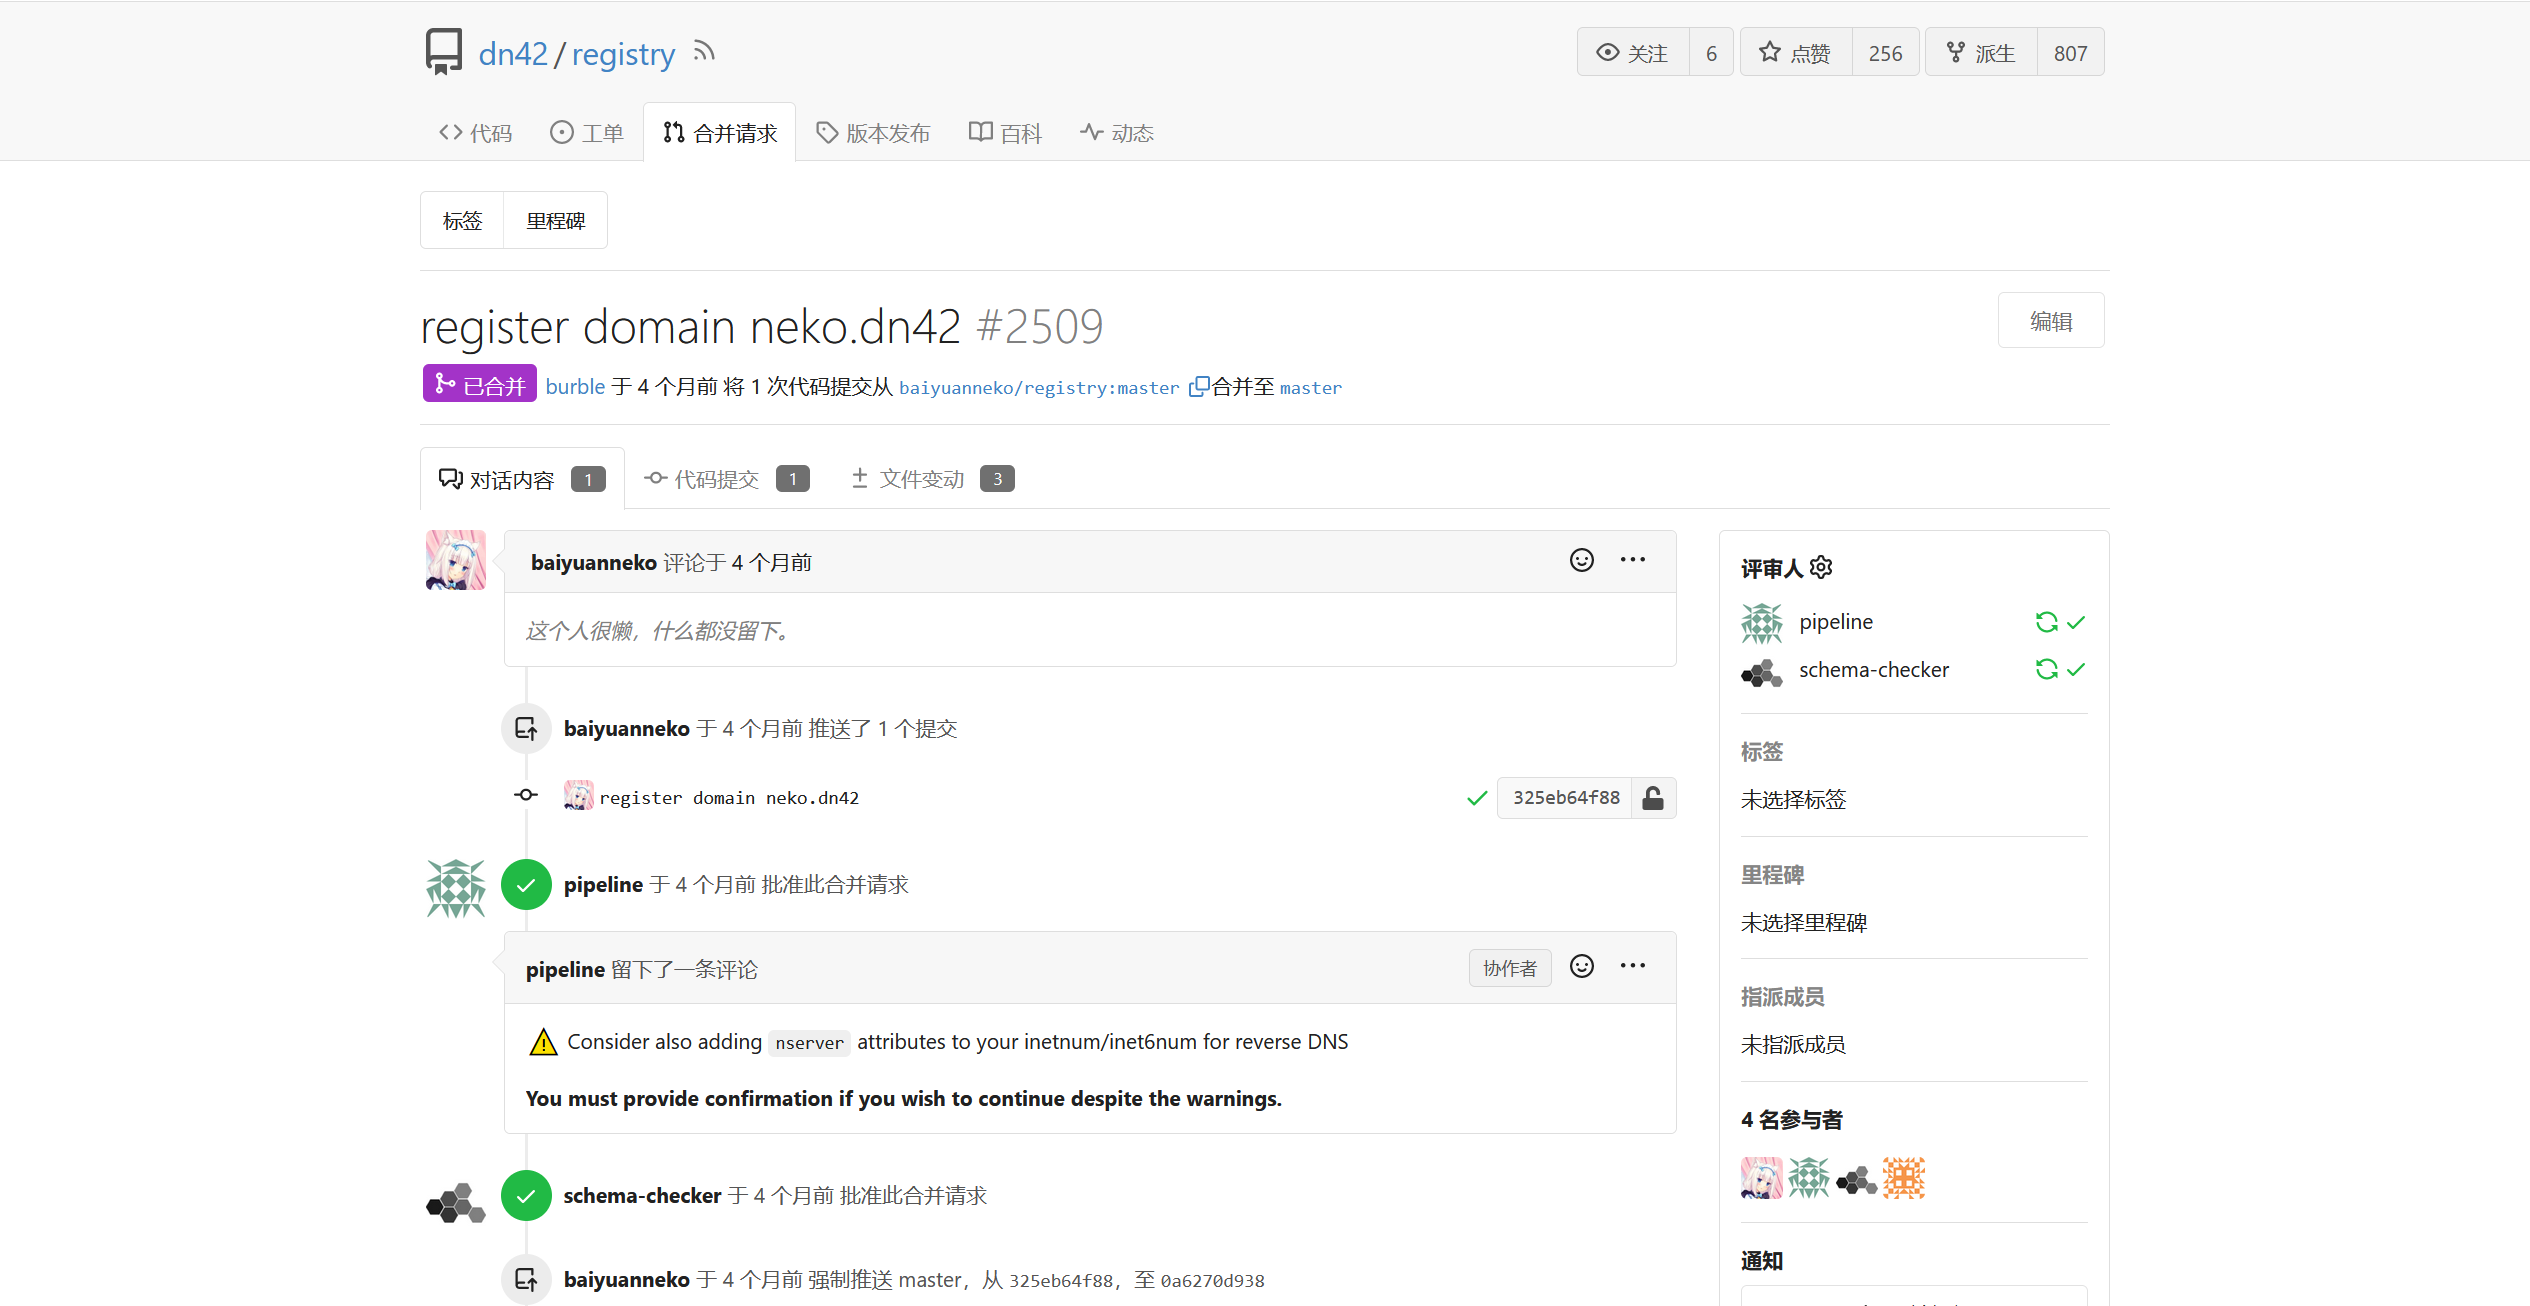 dn42 / registry
关注 6 点赞 256 派生 807
代码 工单 合并请求 版本发布 百科 动态
标签 里程碑
register domain neko.dn42 #2509
编辑
已合并 burble 于 4 个月前 将 1 次代码提交从 baiyuanneko/registry:master 合并至 master
对话内容 1 代码提交 1 文件变动 3
baiyuanneko 评论于 4 个月前
这个人很懒，什么都没留下。
baiyuanneko 于 4 个月前 推送了 1 个提交
register domain neko.dn42 325eb64f88
pipeline 于 4 个月前 批准此合并请求
pipeline 留下了一条评论 协作者
Consider also adding nserver attributes to your inetnum/inet6num for reverse DNS
You must provide confirmation if you wish to continue despite the warnings.
schema-checker 于 4 个月前 批准此合并请求
baiyuanneko 于 4 个月前 强制推送 master，从 325eb64f88，至 0a6270d938
评审人
pipeline
schema-checker
标签
未选择标签
里程碑
未选择里程碑
指派成员
未指派成员
4 名参与者
通知